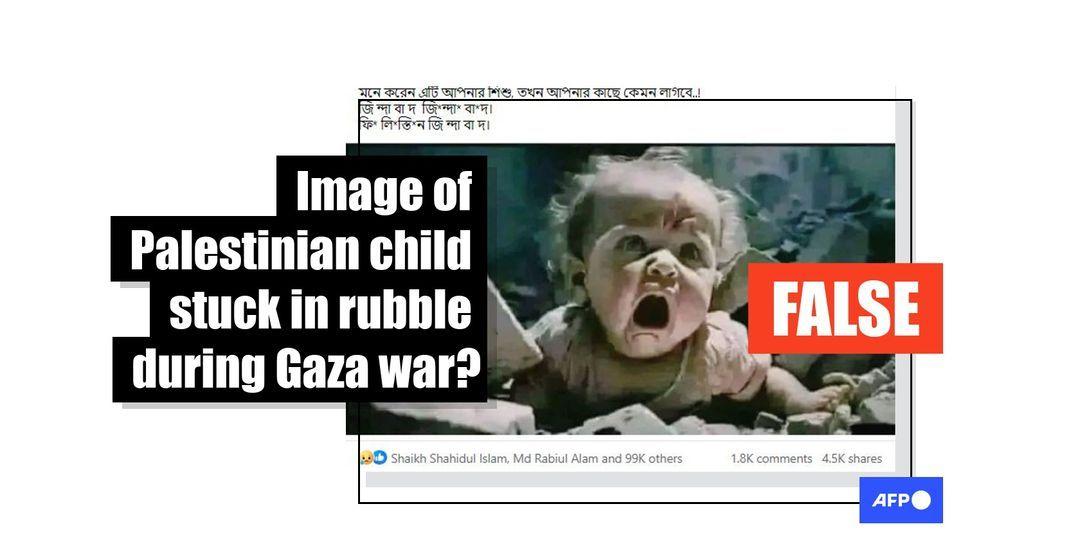 মনে করেন এটি আপনার শিশু, তখন আপনার কাছে কেমন লাগবে..!
জি ন্দা বা দ জি*ন্দা* বা*দ।
ফি* লি*স্তি*ন জি ন্দা বা দ।
Image of
Palestinian child
stuck in rubble
during Gaza war?
FALSE
Shaikh Shahidul Islam, Md Rabiul Alam and 99K others
1.8K comments 4.5K shares
AFP